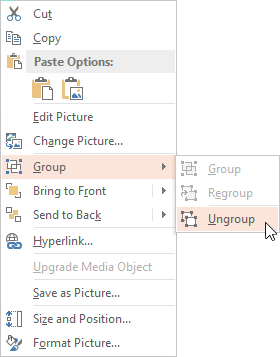 Cut
Copy
Paste Options:
Edit Picture
Change Picture...
Group
Group
Regroup
Ungroup
Bring to Front
Send to Back
Hyperlink...
Upgrade Media Object
Save as Picture...
Size and Position...
Format Picture...